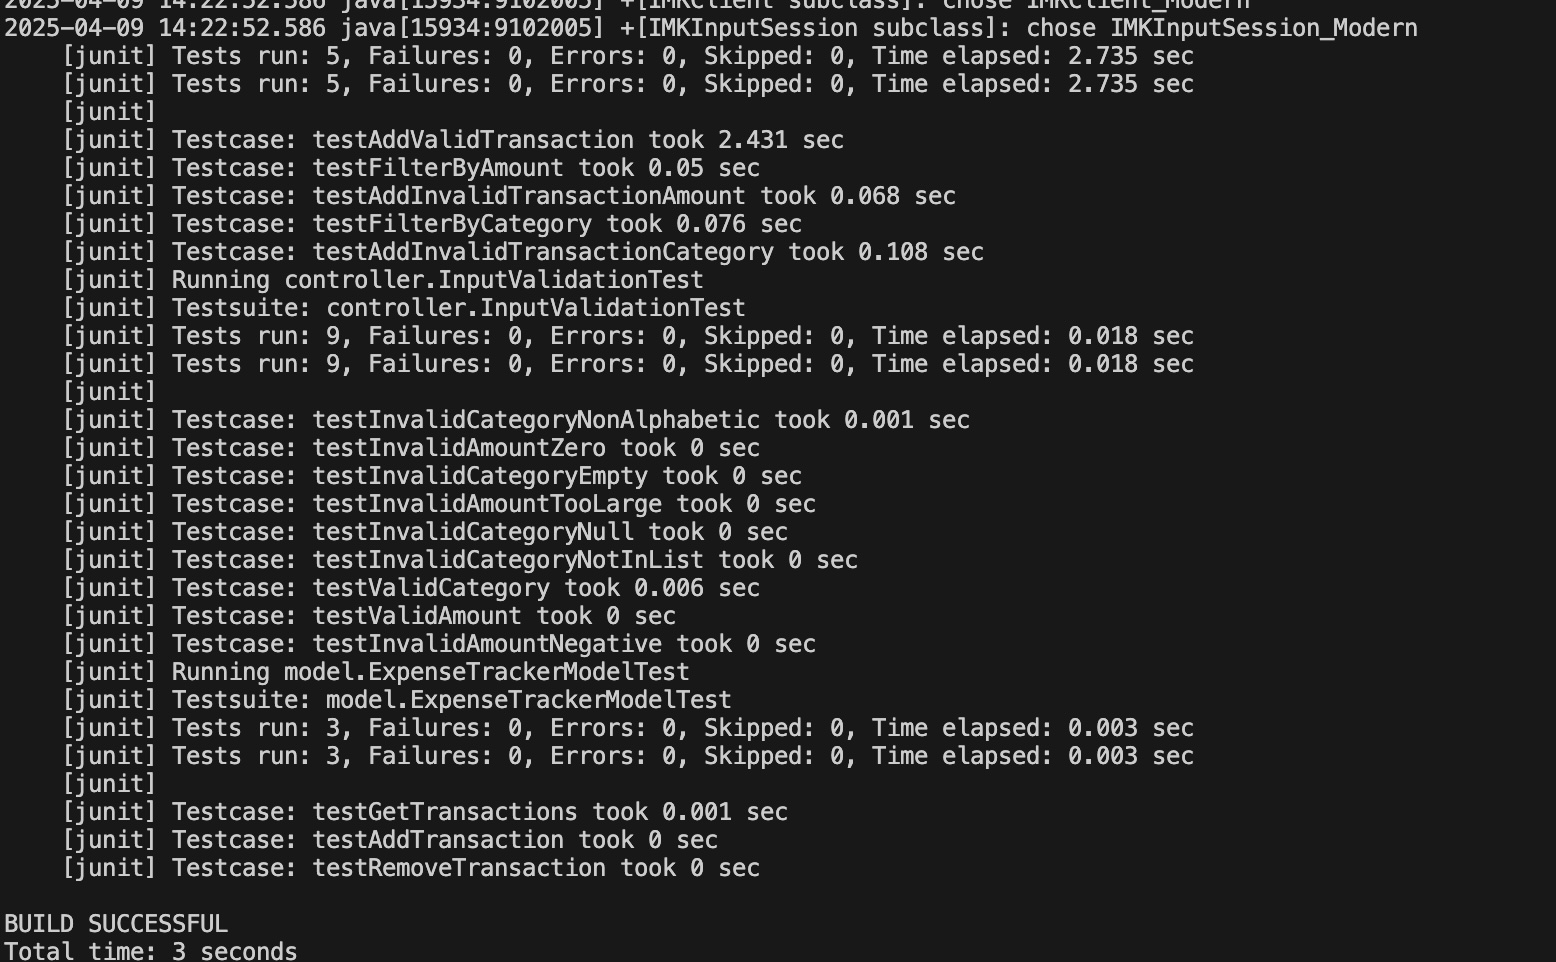 2025-04-09 14:22:52.586 java[15934:9102005] +[IMKClient subclass]: chose IMKClient_Modern
2025-04-09 14:22:52.586 java[15934:9102005] +[IMKInputSession subclass]: chose IMKInputSession_Modern
[junit] Tests run: 5, Failures: 0, Errors: 0, Skipped: 0, Time elapsed: 2.735 sec
[junit] Tests run: 5, Failures: 0, Errors: 0, Skipped: 0, Time elapsed: 2.735 sec
[junit]
[junit] Testcase: testAddValidTransaction took 2.431 sec
[junit] Testcase: testFilterByAmount took 0.05 sec
[junit] Testcase: testAddInvalidTransactionAmount took 0.068 sec
[junit] Testcase: testFilterByCategory took 0.076 sec
[junit] Testcase: testAddInvalidTransactionCategory took 0.108 sec
[junit] Running controller.InputValidationTest
[junit] Testsuite: controller.InputValidationTest
[junit] Tests run: 9, Failures: 0, Errors: 0, Skipped: 0, Time elapsed: 0.018 sec
[junit] Tests run: 9, Failures: 0, Errors: 0, Skipped: 0, Time elapsed: 0.018 sec
[junit]
[junit] Testcase: testInvalidCategoryNonAlphabetic took 0.001 sec
[junit] Testcase: testInvalidAmountZero took 0 sec
[junit] Testcase: testInvalidCategoryEmpty took 0 sec
[junit] Testcase: testInvalidAmountTooLarge took 0 sec
[junit] Testcase: testInvalidCategoryNull took 0 sec
[junit] Testcase: testInvalidCategoryNotInList took 0 sec
[junit] Testcase: testValidCategory took 0.006 sec
[junit] Testcase: testValidAmount took 0 sec
[junit] Testcase: testInvalidAmountNegative took 0 sec
[junit] Running model.ExpenseTrackerModelTest
[junit] Testsuite: model.ExpenseTrackerModelTest
[junit] Tests run: 3, Failures: 0, Errors: 0, Skipped: 0, Time elapsed: 0.003 sec
[junit] Tests run: 3, Failures: 0, Errors: 0, Skipped: 0, Time elapsed: 0.003 sec
[junit]
[junit] Testcase: testGetTransactions took 0.001 sec
[junit] Testcase: testAddTransaction took 0 sec
[junit] Testcase: testRemoveTransaction took 0 sec
BUILD SUCCESSFUL
Total time: 3 seconds